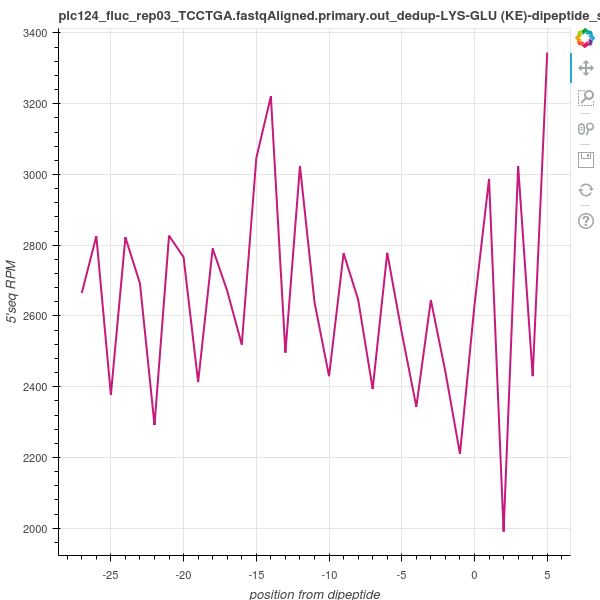 plc124_fluc_rep03_TCCTGA.fastqAligned.primary.out_dedup-LYS-GLU (KE)-dipeptide_s
3400
3200
3000
2800
2600
2400
2200
2000
5'seq RPM
-25 -20 -15 -10 -5 0 5
position from dipeptide